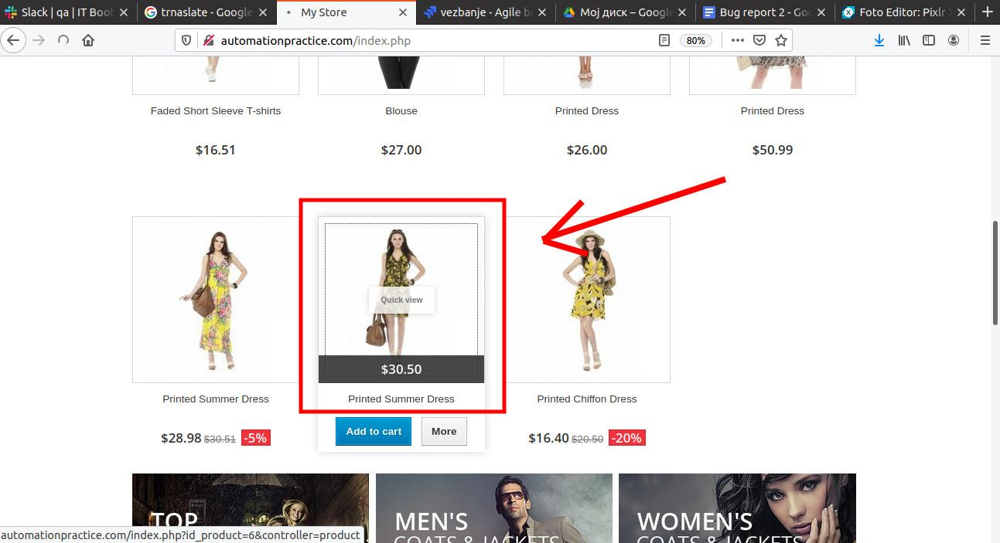 Slack | qa | IT Boot
trnaslate - Google
My Store
vezbanje - Agile b
Мој диск – Google
Bug report 2 - Go
Foto Editor: Pixlr X
automationpractice.com/index.php
80%
Faded Short Sleeve T-shirts
Blouse
Printed Dress
Printed Dress
$16.51
$27.00
$26.00
$50.99
Quick view
$30.50
Printed Summer Dress
Printed Summer Dress
Printed Chiffon Dress
$28.98 $30.51 -5%
Add to cart
More
$16.40 $20.50 -20%
TOP
MEN'S
COATS & JACKETS
WOMEN'S
COATS & JACKETS
automationpractice.com/index.php?id_product=6&controller=product